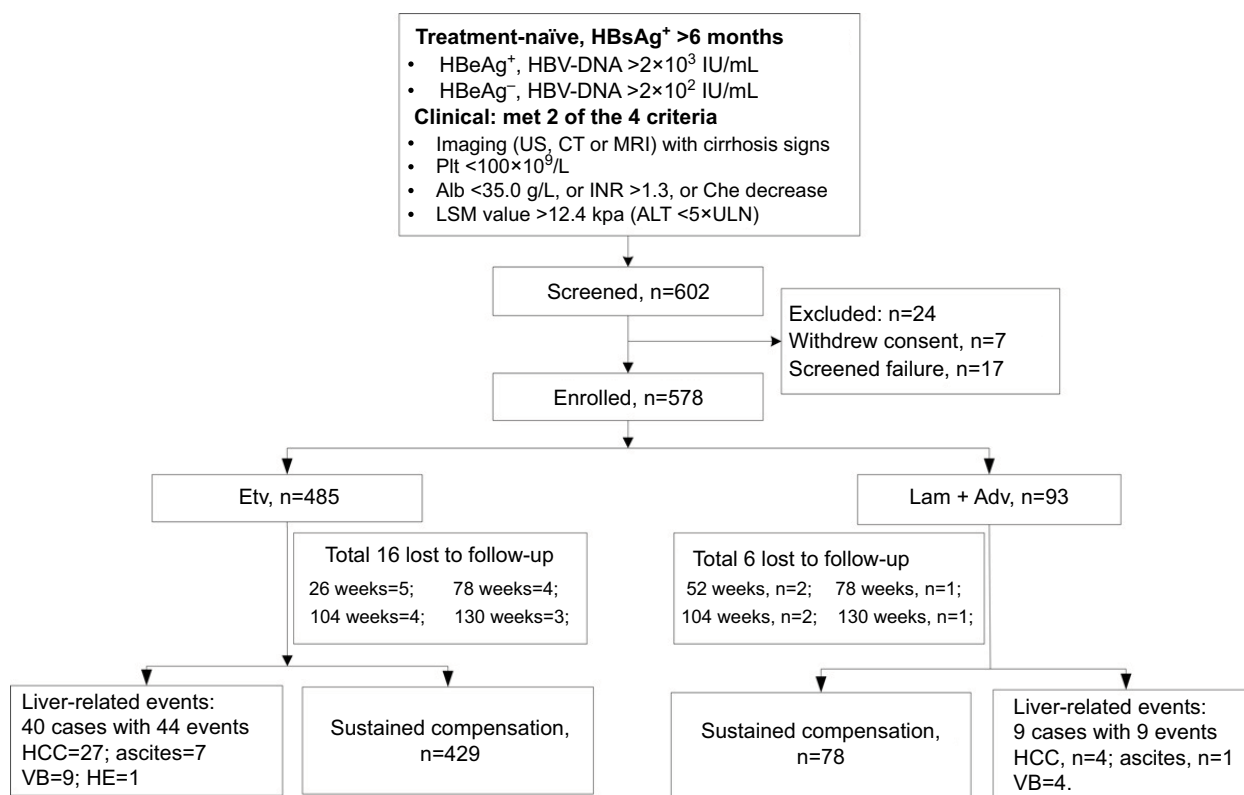 Treatment-naïve, HBsAg⁺ >6 months
• HBeAg⁺, HBV-DNA >2×10³ IU/mL
• HBeAg⁻, HBV-DNA >2×10² IU/mL
Clinical: met 2 of the 4 criteria
• Imaging (US, CT or MRI) with cirrhosis signs
• Plt <100×10⁹/L
• Alb <35.0 g/L, or INR >1.3, or Che decrease
• LSM value >12.4 kpa (ALT <5×ULN)
Screened, n=602
Excluded: n=24
Withdrew consent, n=7
Screened failure, n=17
Enrolled, n=578
Etv, n=485
Lam + Adv, n=93
Total 16 lost to follow-up
26 weeks=5; 78 weeks=4;
104 weeks=4; 130 weeks=3;
Total 6 lost to follow-up
52 weeks, n=2; 78 weeks, n=1;
104 weeks, n=2; 130 weeks, n=1;
Liver-related events:
40 cases with 44 events
HCC=27; ascites=7
VB=9; HE=1
Sustained compensation,
n=429
Sustained compensation,
n=78
Liver-related events:
9 cases with 9 events
HCC, n=4; ascites, n=1
VB=4.